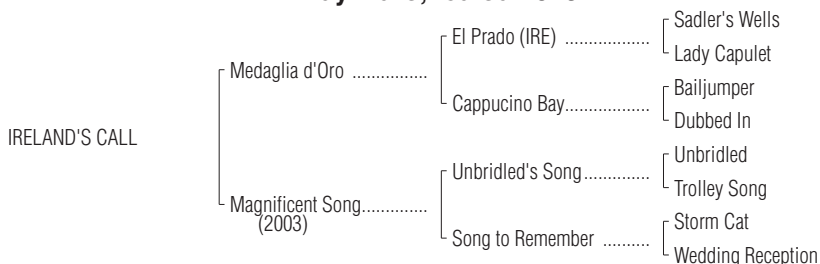 Sadler's Wells
El Prado (IRE) ..................
Lady Capulet
Medaglia d'Oro ................
Bailjumper
Cappucino Bay..................
Dubbed In
IRELAND'S CALL
Unbridled
Unbridled's Song..............
Trolley Song
Magnificent Song..............
(2003)
Storm Cat
Song to Remember ..........
Wedding Reception